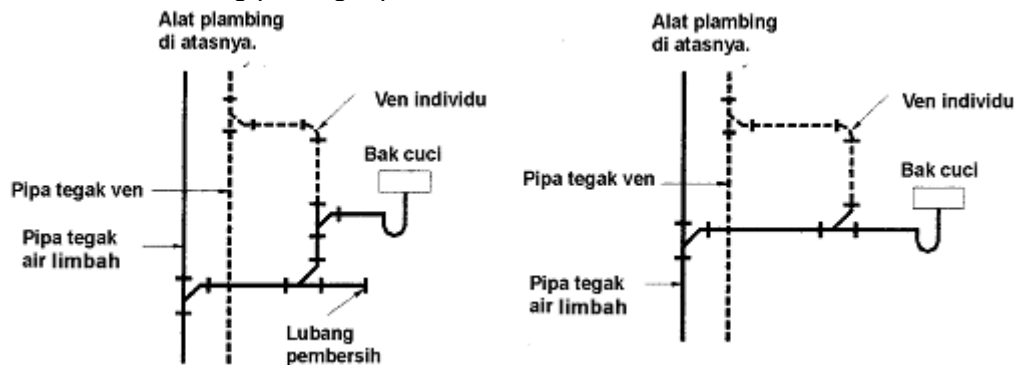 Alat plambing
di atasnya.
Ven individu
Bak cuci
Pipa tegak ven
Pipa tegak
air limbah
Lubang
pembersih
Alat plambing
di atasnya.
Ven individu
Bak cuci
Pipa tegak ven
Pipa tegak
air limbah